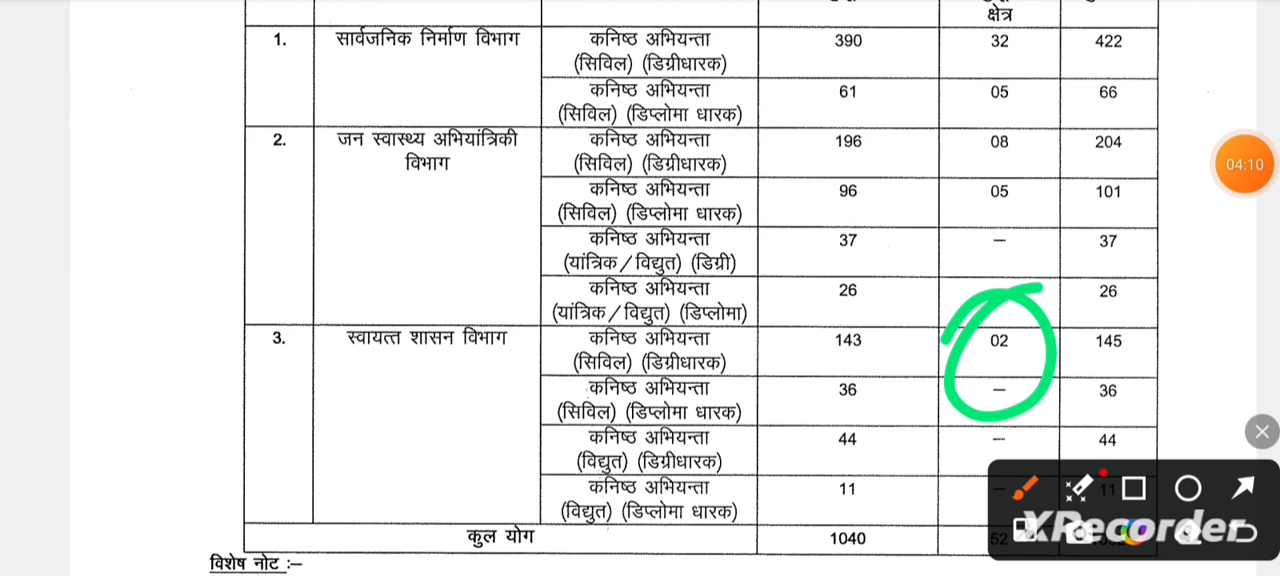 क्षेत्र
1. सार्वजनिक निर्माण विभाग कनिष्ठ अभियन्ता 390 32 422
(सिविल) (डिग्रीधारक)
कनिष्ठ अभियन्ता 61 05 66
(सिविल) (डिप्लोमा धारक)
2. जन स्वास्थ्य अभियांत्रिकी कनिष्ठ अभियन्ता 196 08 204
विभाग (सिविल) (डिग्रीधारक)
कनिष्ठ अभियन्ता 96 05 101
(सिविल) (डिप्लोमा धारक)
कनिष्ठ अभियन्ता 37 – 37
(यांत्रिक/विद्युत) (डिग्री)
कनिष्ठ अभियन्ता 26 26
(यांत्रिक/विद्युत) (डिप्लोमा)
3. स्वायत्त शासन विभाग कनिष्ठ अभियन्ता 143 02 145
(सिविल) (डिग्रीधारक)
कनिष्ठ अभियन्ता 36 – 36
(सिविल) (डिप्लोमा धारक)
कनिष्ठ अभियन्ता 44 – 44
(विद्युत) (डिग्रीधारक)
कनिष्ठ अभियन्ता 11 – 11
(विद्युत) (डिप्लोमा धारक)
कुल योग 1040 52
विशेष नोट :–
04:10
XRecorder